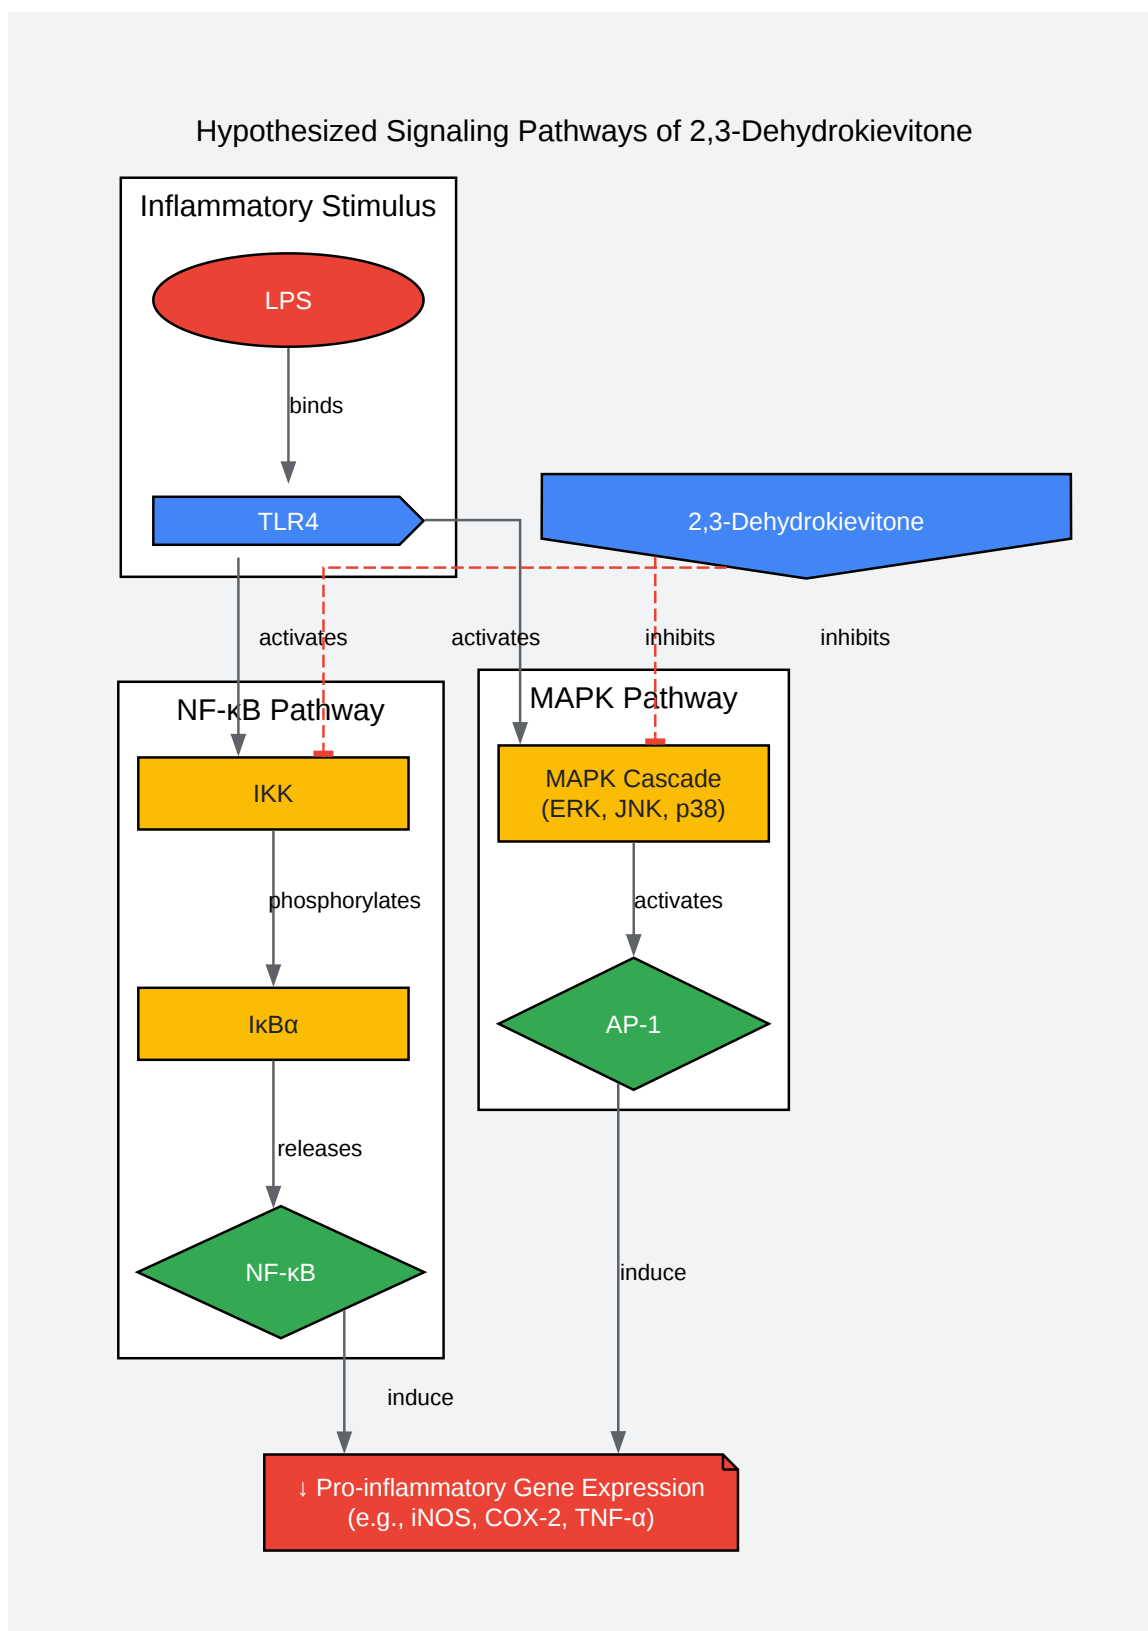 Hypothesized Signaling Pathways of 2,3-Dehydrokievitone
Inflammatory Stimulus
LPS
binds
TLR4
2,3-Dehydrokievitone
activates
activates
inhibits
inhibits
NF-κB Pathway
MAPK Pathway
IKK
MAPK Cascade
(ERK, JNK, p38)
phosphorylates
activates
IκBα
AP-1
releases
NF-κB
induce
induce
↓ Pro-inflammatory Gene Expression
(e.g., iNOS, COX-2, TNF-α)